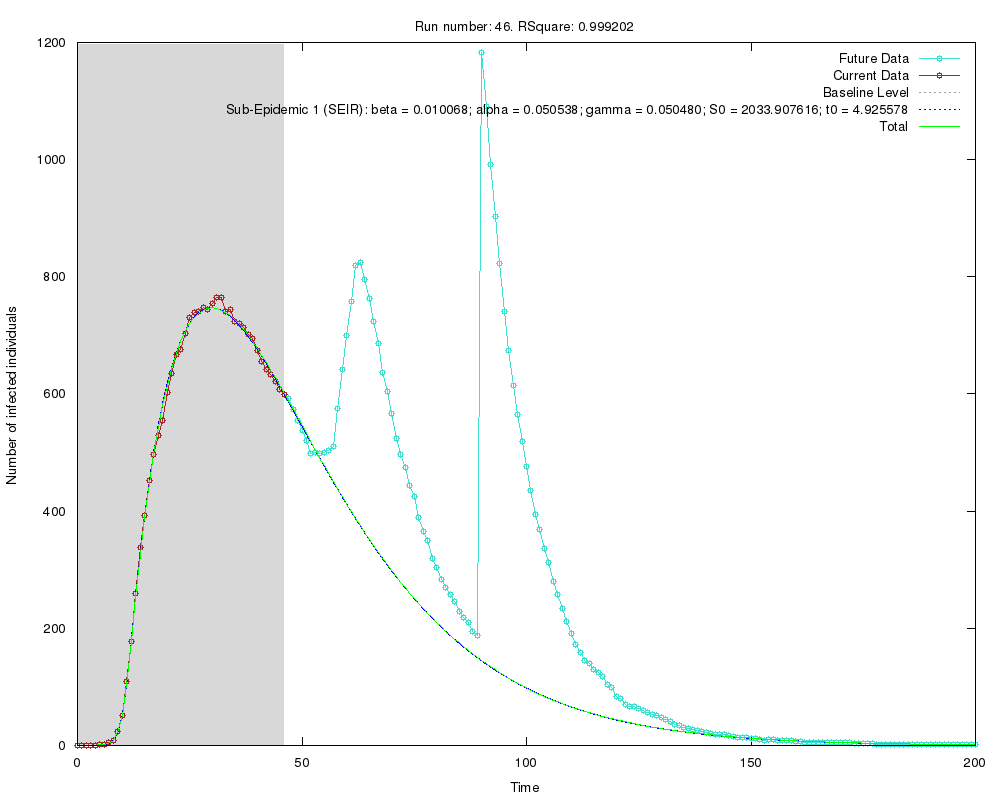 Run number: 46. RSquare: 0.999202
Future Data
Current Data
Baseline Level
Sub-Epidemic 1 (SEIR): beta = 0.010068; alpha = 0.050538; gamma = 0.050480; S0 = 2033.907616; t0 = 4.925578
Total
Number of infected individuals
1200
1000
800
600
400
200
0
0 50 100 150 200
Time